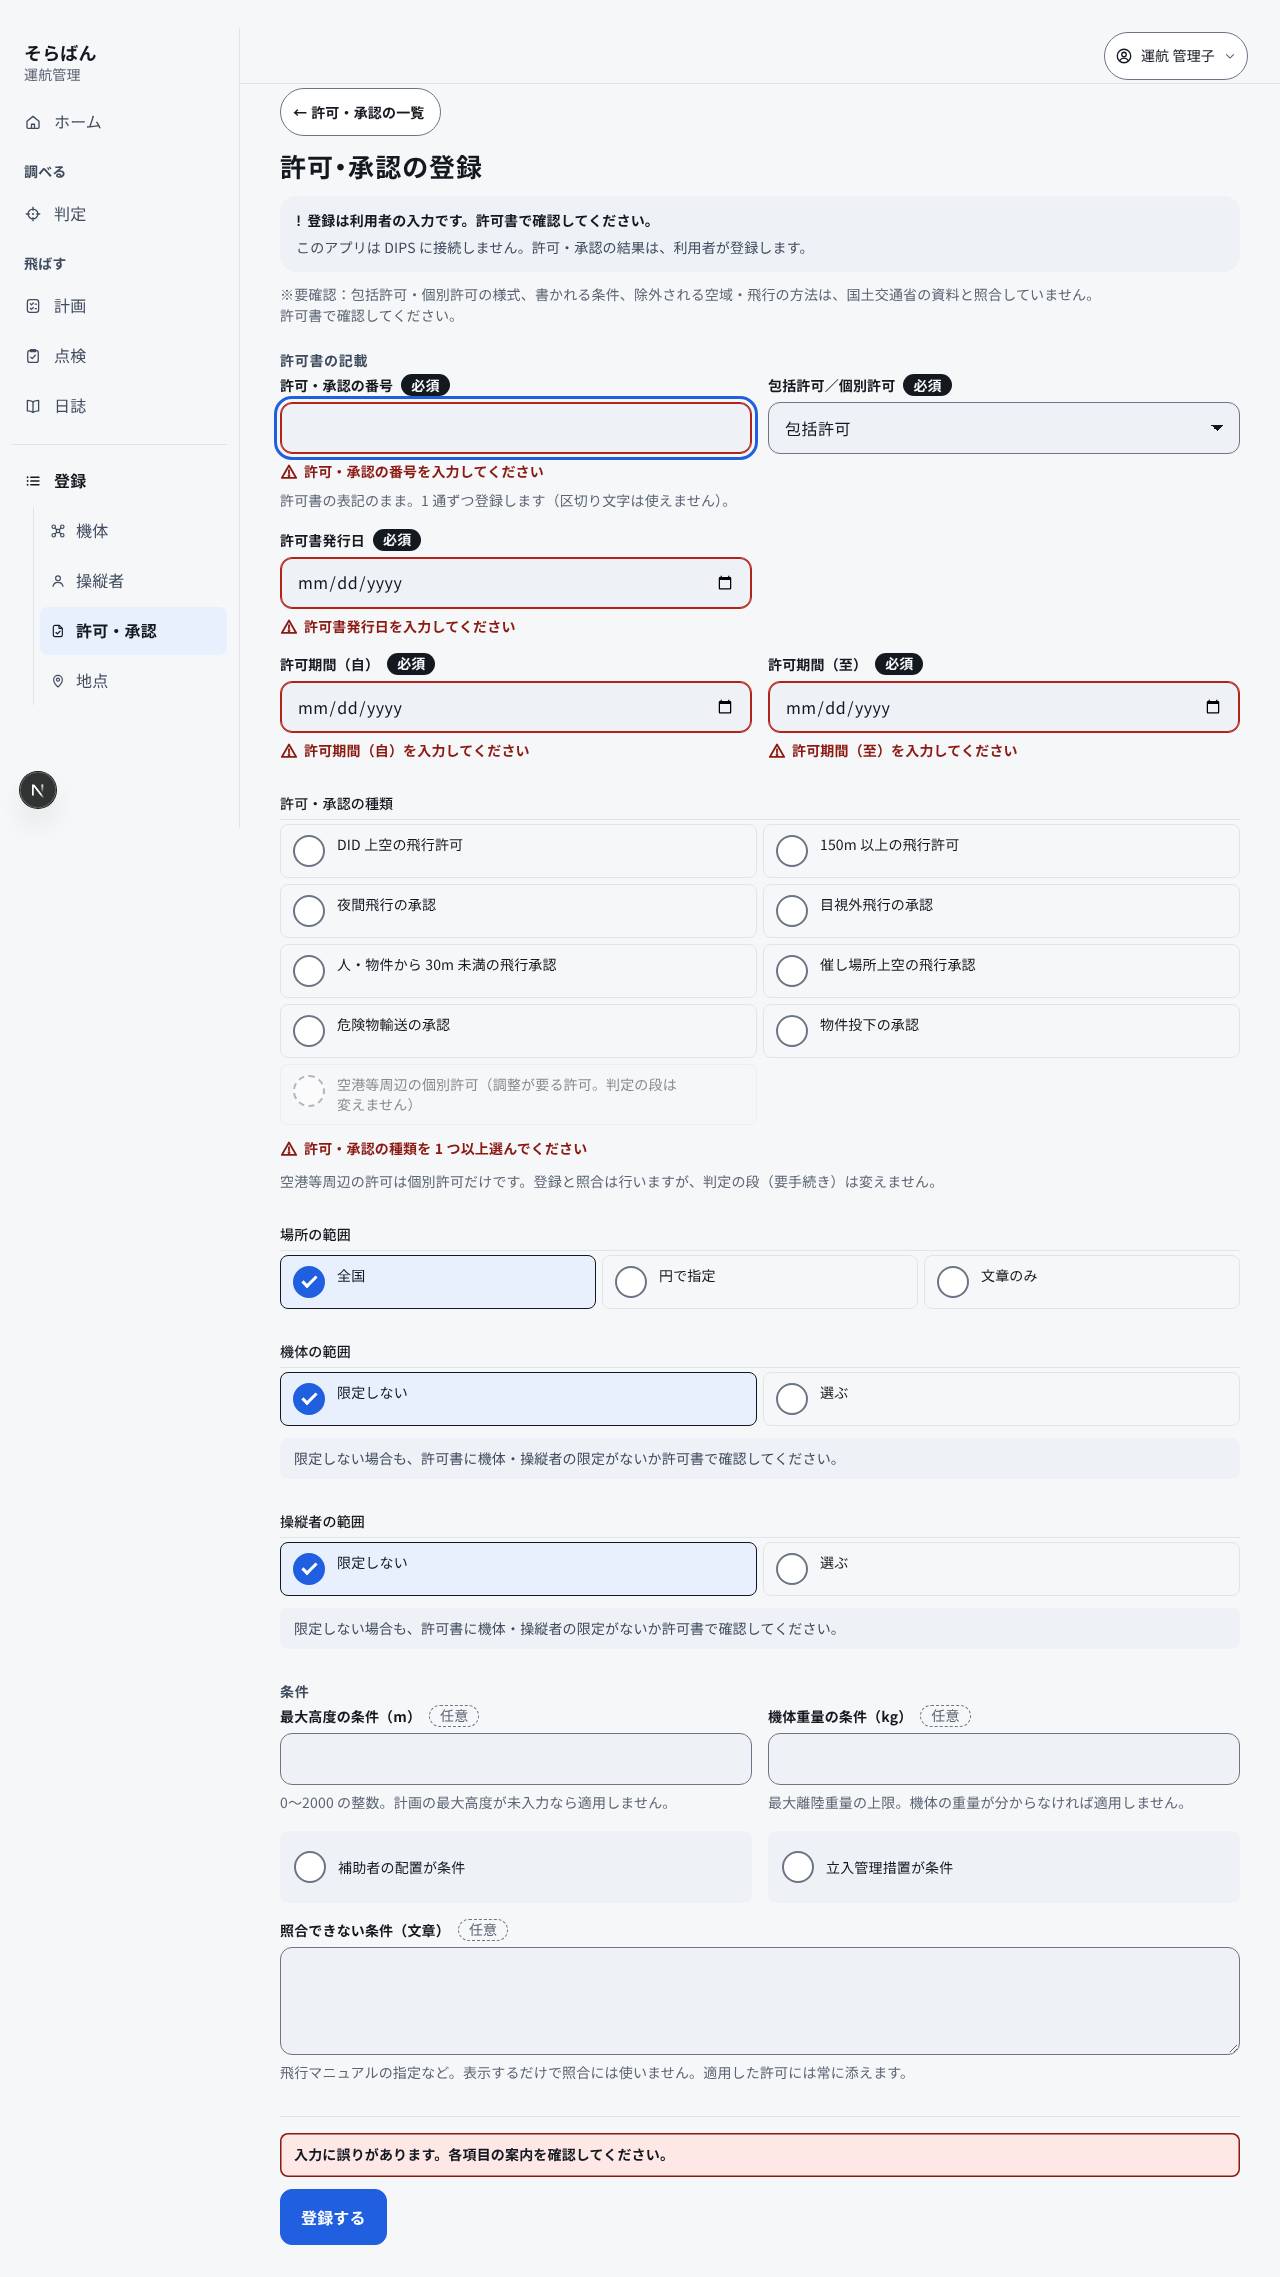 そらばん
運航管理
ホーム
調べる
判定
飛ばす
計画
点検
日誌
登録
機体
操縦者
許可・承認
地点
N
運航 管理子
← 許可・承認の一覧
許可・承認の登録
! 登録は利用者の入力です。許可書で確認してください。
このアプリは DIPS に接続しません。許可・承認の結果は、利用者が登録します。
※要確認：包括許可・個別許可の様式、書かれる条件、除外される空域・飛行の方法は、国土交通省の資料と照合していません。
許可書で確認してください。
許可書の記載
許可・承認の番号 必須
包括許可／個別許可 必須
包括許可
許可・承認の番号を入力してください
許可書の表記のまま。1 通ずつ登録します（区切り文字は使えません）。
許可書発行日 必須
mm/dd/yyyy
許可書発行日を入力してください
許可期間（自） 必須
許可期間（至） 必須
mm/dd/yyyy
mm/dd/yyyy
許可期間（自）を入力してください
許可期間（至）を入力してください
許可・承認の種類
DID 上空の飛行許可
150m 以上の飛行許可
夜間飛行の承認
目視外飛行の承認
人・物件から 30m 未満の飛行承認
催し場所上空の飛行承認
危険物輸送の承認
物件投下の承認
空港等周辺の個別許可（調整が要る許可。判定の段は
変えません）
許可・承認の種類を 1 つ以上選んでください
空港等周辺の許可は個別許可だけです。登録と照合は行いますが、判定の段（要手続き）は変えません。
場所の範囲
全国
円で指定
文章のみ
機体の範囲
限定しない
選ぶ
限定しない場合も、許可書に機体・操縦者の限定がないか許可書で確認してください。
操縦者の範囲
限定しない
選ぶ
限定しない場合も、許可書に機体・操縦者の限定がないか許可書で確認してください。
条件
最大高度の条件（m） 任意
機体重量の条件（kg） 任意
0〜2000 の整数。計画の最大高度が未入力なら適用しません。
最大離陸重量の上限。機体の重量が分からなければ適用しません。
補助者の配置が条件
立入管理措置が条件
照合できない条件（文章） 任意
飛行マニュアルの指定など。表示するだけで照合には使いません。適用した許可には常に添えます。
入力に誤りがあります。各項目の案内を確認してください。
登録する